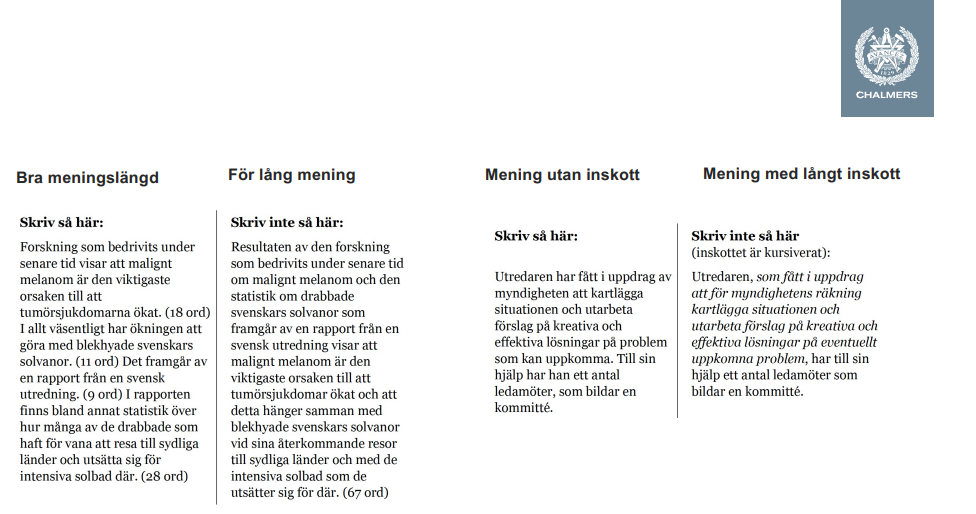 AVANCEZ
1829
CHALMERS
Bra meningslängd
Skriv så här:
Forskning som bedrivits under
senare tid visar att malignt
melanom är den viktigaste
orsaken till att
tumörsjukdomarna ökat. (18 ord)
I allt väsentligt har ökningen att
göra med blekhyade svenskars
solvanor. (11 ord) Det framgår av
en rapport från en svensk
utredning. (9 ord) I rapporten
finns bland annat statistik över
hur många av de drabbade som
haft för vana att resa till sydliga
länder och utsätta sig för
intensiva solbad där. (28 ord)
För lång mening
Skriv inte så här:
Resultaten av den forskning
som bedrivits under senare tid
om malignt melanom och den
statistik om drabbade
svenskars solvanor som
framgår av en rapport från en
svensk utredning visar att
malignt melanom är den
viktigaste orsaken till att
tumörsjukdomar ökat och att
detta hänger samman med
blekhyade svenskars solvanor
vid sina återkommande resor
till sydliga länder och med de
intensiva solbad som de
utsätter sig för där. (67 ord)
Mening utan inskott
Skriv så här:
Utredaren har fått i uppdrag av
myndigheten att kartlägga
situationen och utarbeta
förslag på kreativa och
effektiva lösningar på problem
som kan uppkomma. Till sin
hjälp har han ett antal
ledamöter, som bildar en
kommitté.
Mening med långt inskott
Skriv inte så här
(inskottet är kursiverat):
Utredaren, som fått i uppdrag
att för myndighetens räkning
kartlägga situationen och
utarbeta förslag på kreativa och
effektiva lösningar på eventuellt
uppkomna problem, har till sin
hjälp ett antal ledamöter som
bildar en kommitté.